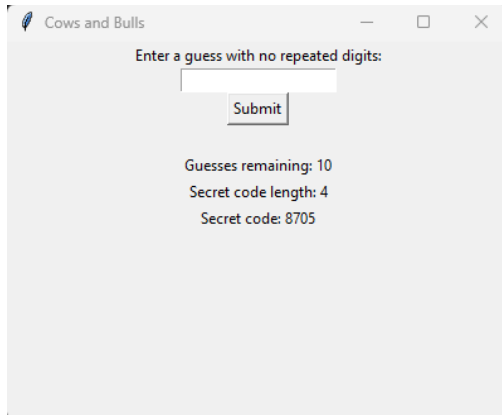 Cows and Bulls
Enter a guess with no repeated digits:
Submit
Guesses remaining: 10
Secret code length: 4
Secret code: 8705